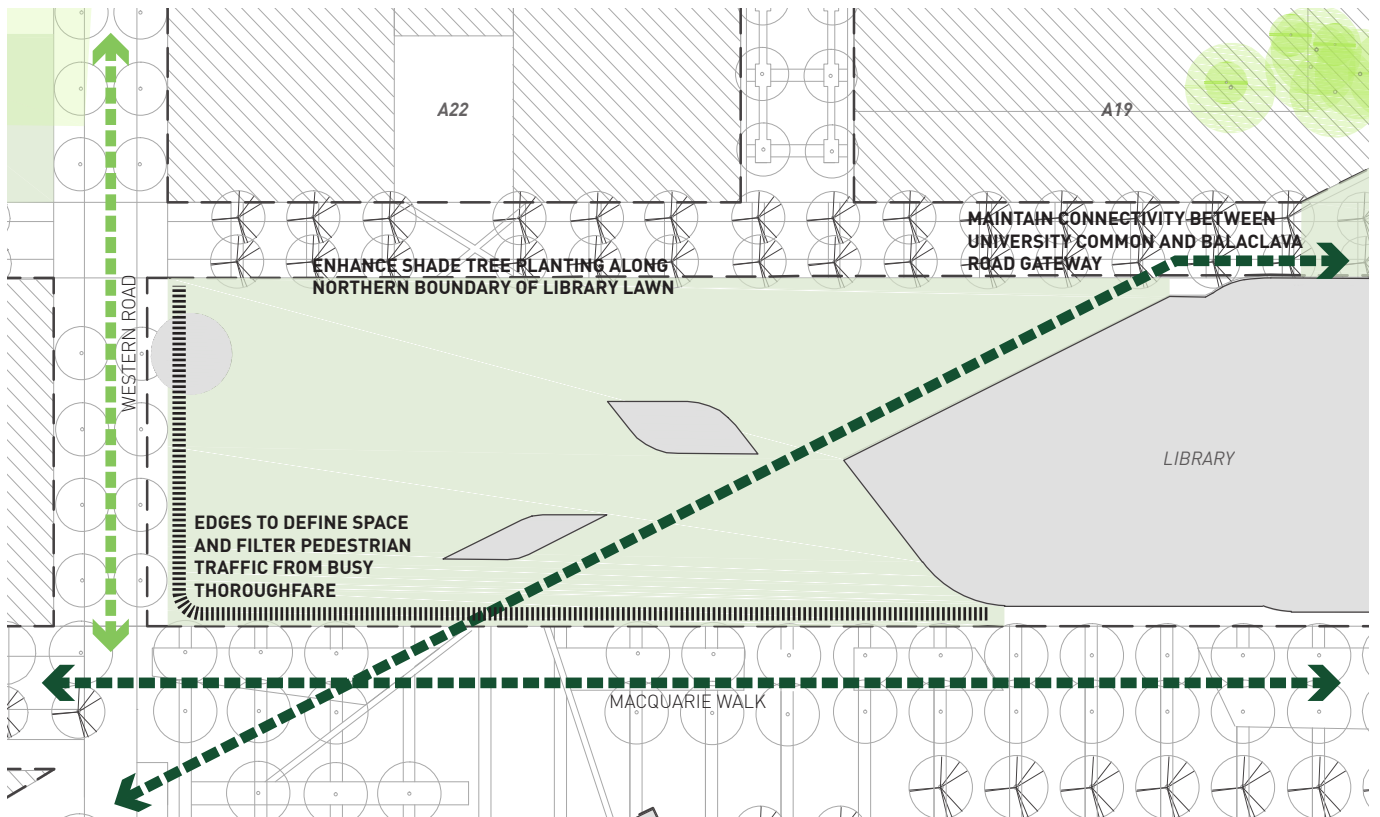 A22
A19
MAINTAIN CONNECTIVITY BETWEEN
UNIVERSITY COMMON AND BALACLAVA
ROAD GATEWAY
ENHANCE SHADE TREE PLANTING ALONG
NORTHERN BOUNDARY OF LIBRARY LAWN
WESTERN ROAD
LIBRARY
EDGES TO DEFINE SPACE
AND FILTER PEDESTRIAN
TRAFFIC FROM BUSY
THOROUGHFARE
MACQUARIE WALK